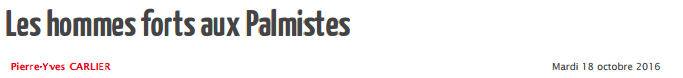 Les hommes forts aux Palmistes
Pierre-Yves CARLIER Mardi 18 octobre 2016